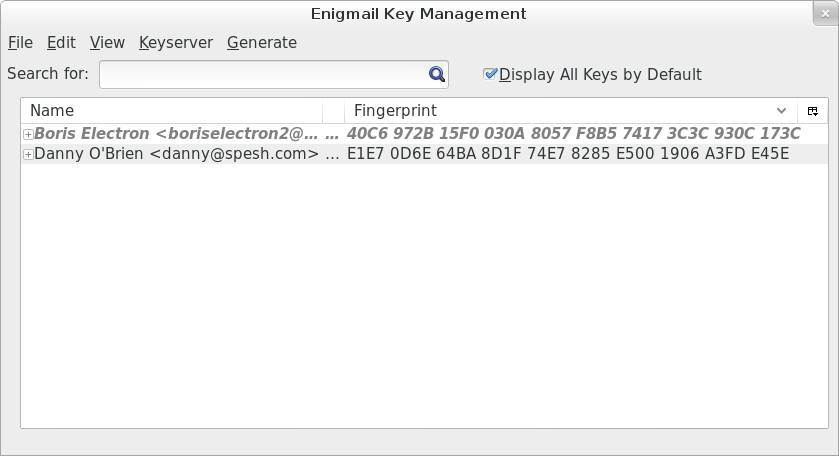 Enigmail Key Management
File Edit View Keyserver Generate
Search for: Display All Keys by Default
Name Fingerprint
Boris Electron <boriselectron2@... ... 40C6 972B 15F0 030A 8057 F8B5 7417 3C3C 930C 173C
Danny O'Brien <danny@spesh.com> ... E1E7 0D6E 64BA 8D1F 74E7 8285 E500 1906 A3FD E45E